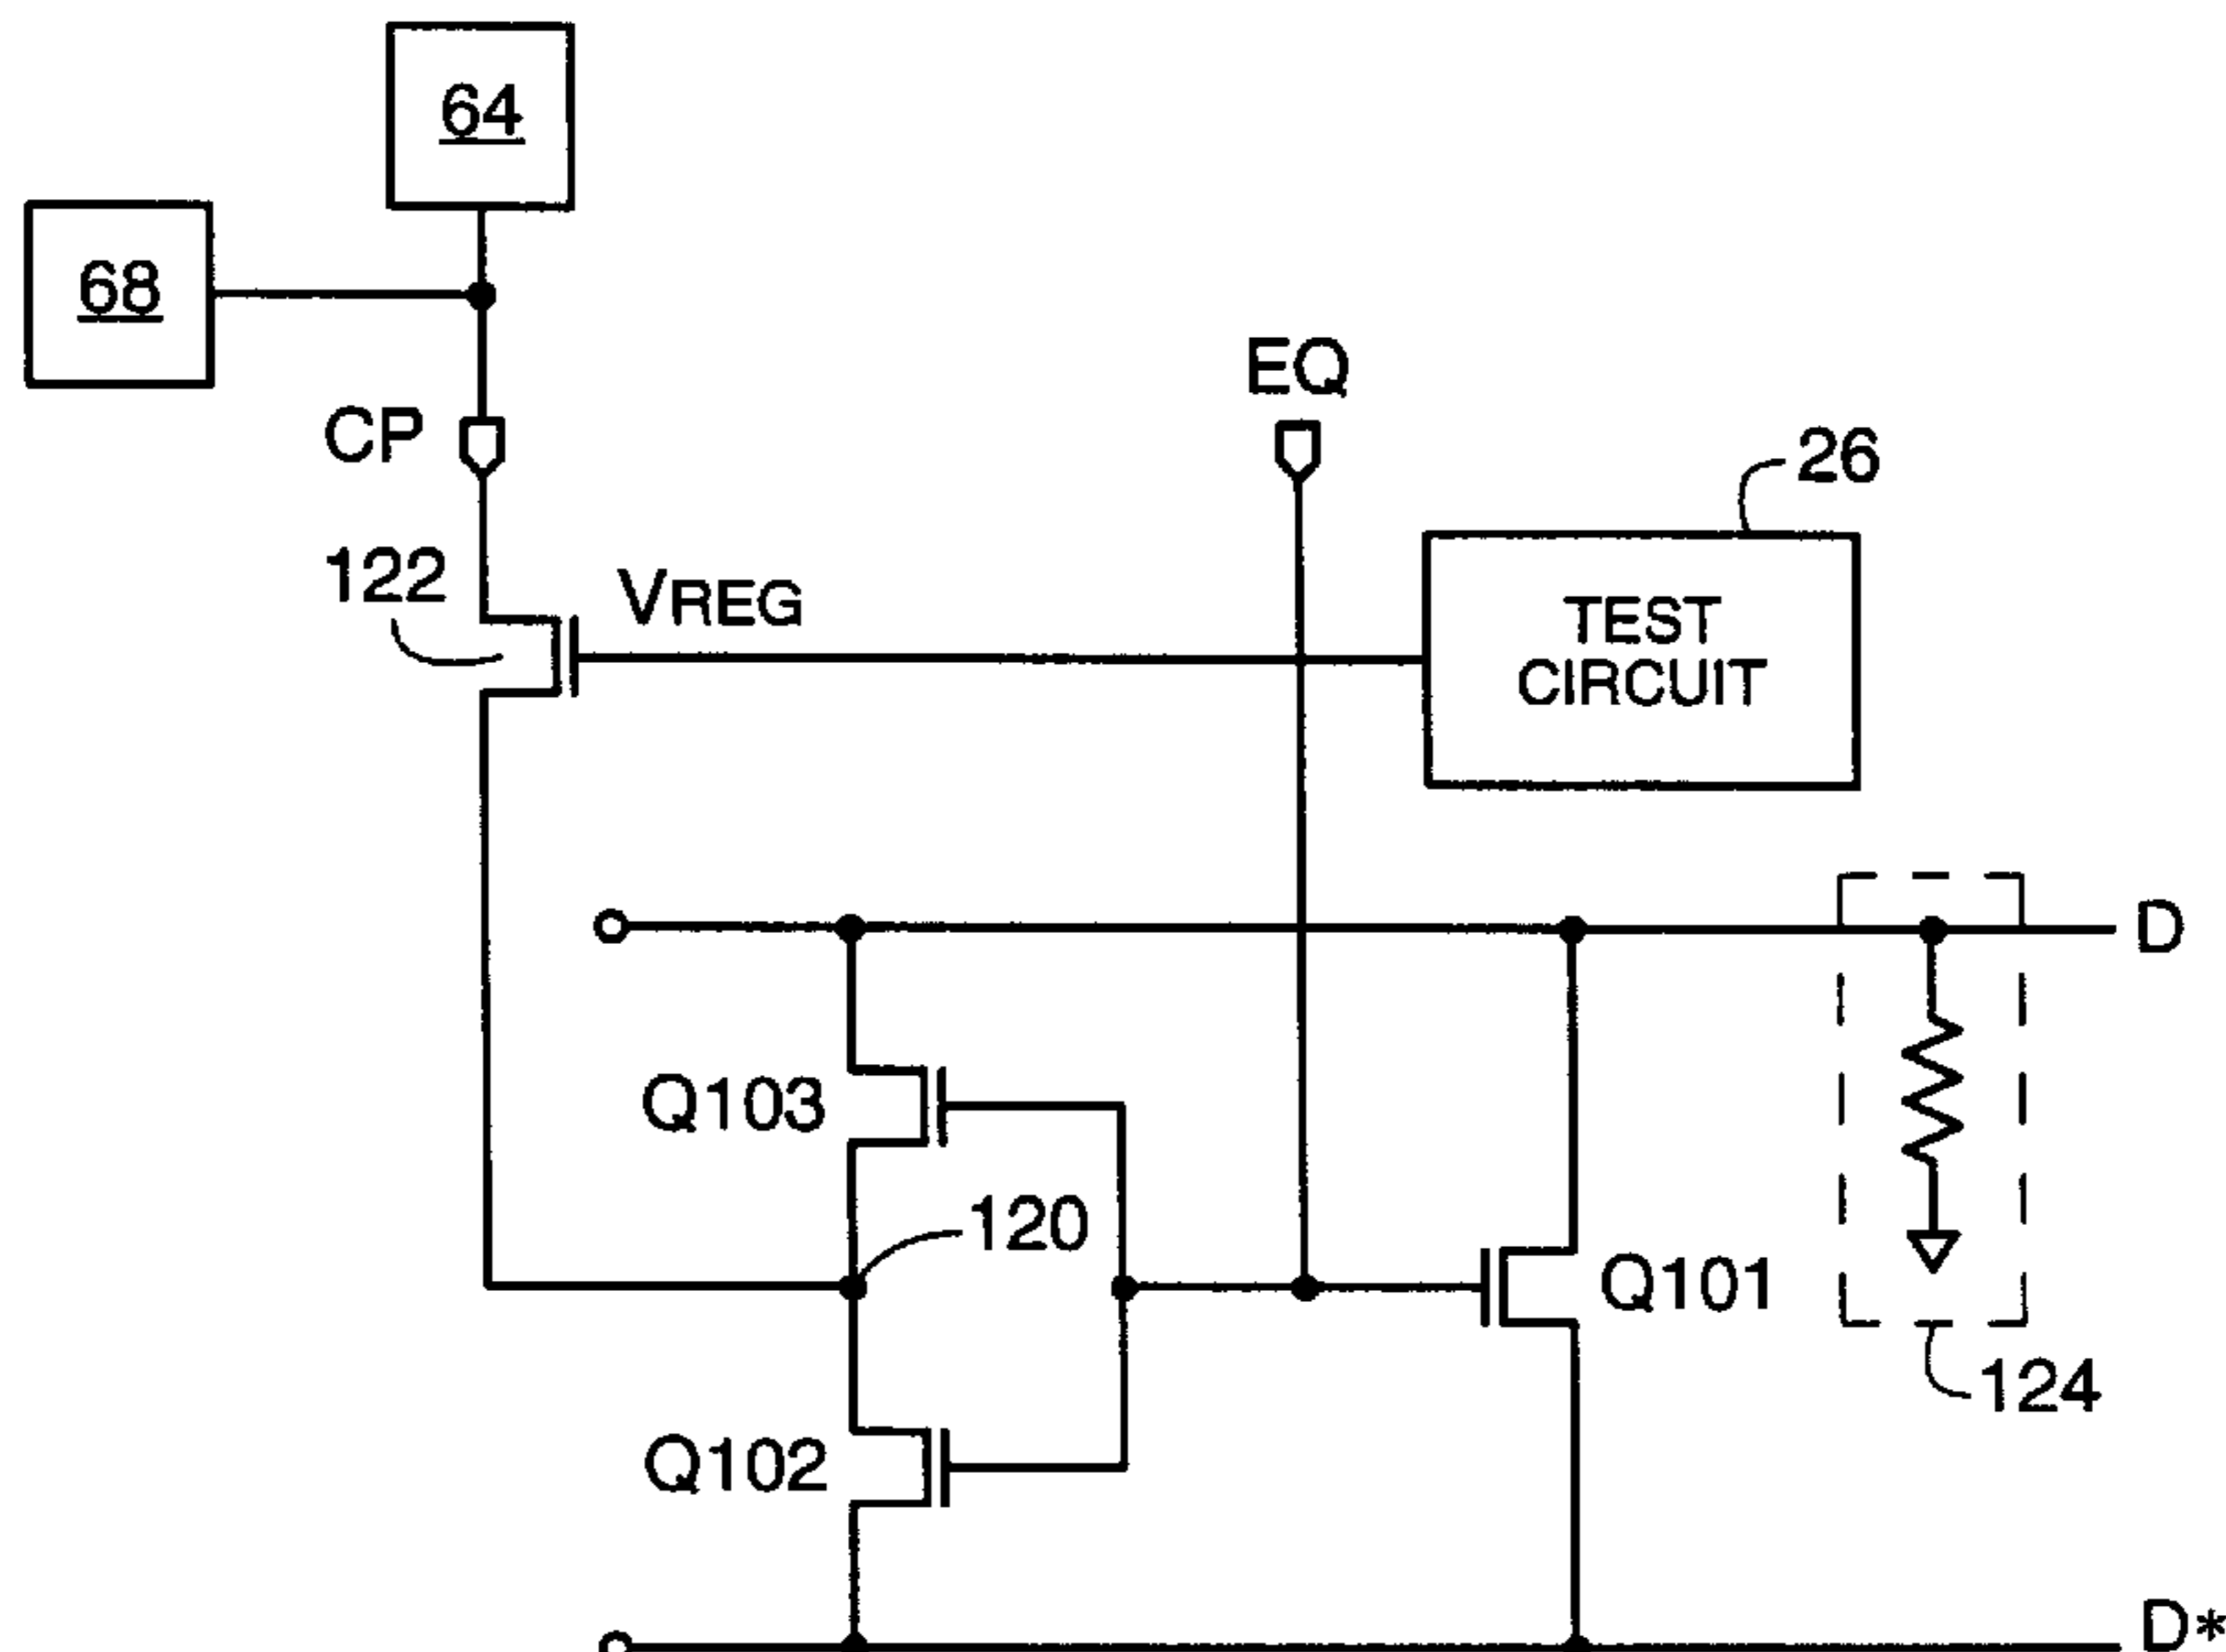 64
68
CP
EQ
26
122
VREG
TEST
CIRCUIT
D
Q103
120
Q101
124
Q102
D*